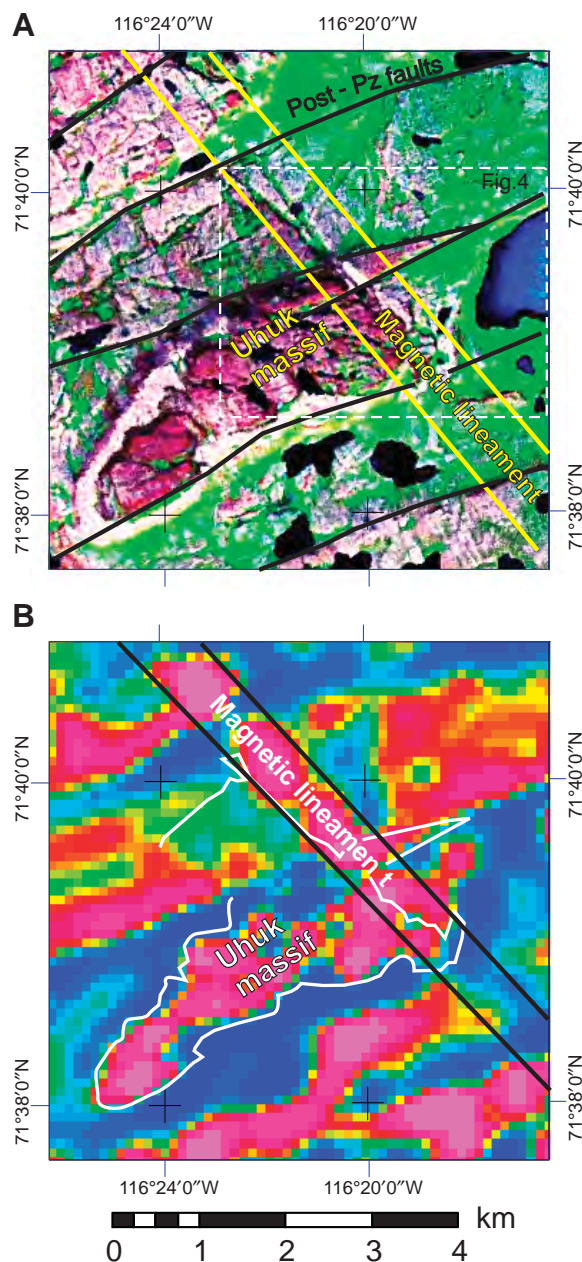 A
116°24′0″W
116°20′0″W
Post - Pz faults
71°40′0″N
Fig.4
71°40′0″N
Uhuk
massif
Magnetic lineament
71°38′0″N
71°38′0″N
B
Magnetic lineamen t
71°40′0″N
71°40′0″N
Uhuk
massif
71°38′0″N
71°38′0″N
116°24′0″W
116°20′0″W
km
0
1
2
3
4